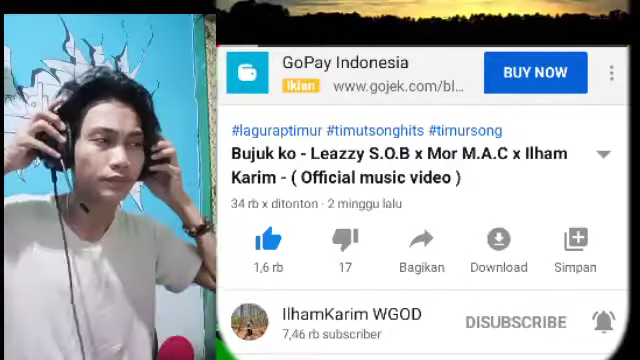 GoPay Indonesia
Iklan www.gojek.com/bl...
BUY NOW
#laguraptimur #timutsonghits #timursong
Bujuk ko - Leazzy S.O.B x Mor M.A.C x Ilham
Karim - ( Official music video )
34 rb x ditonton · 2 minggu lalu
1,6 rb 17 Bagikan Download Simpan
IlhamKarim WGOD
DISUBSCRIBE
7,46 rb subscriber